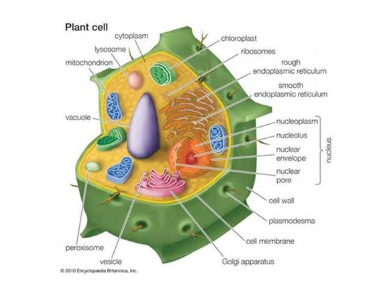 Plant cell
cytoplasm
chloroplast
lysosome
ribosomes
mitochondrion
rough
endoplasmic reticulum
smooth
endoplasmic reticulum
vacuole
nucleoplasm
nucleolus
nuclear
envelope
nucleus
nuclear
pore
cell wall
plasmodesma
cell membrane
peroxisome
vesicle
Golgi apparatus
© 2010 Encyclopædia Britannica, Inc.